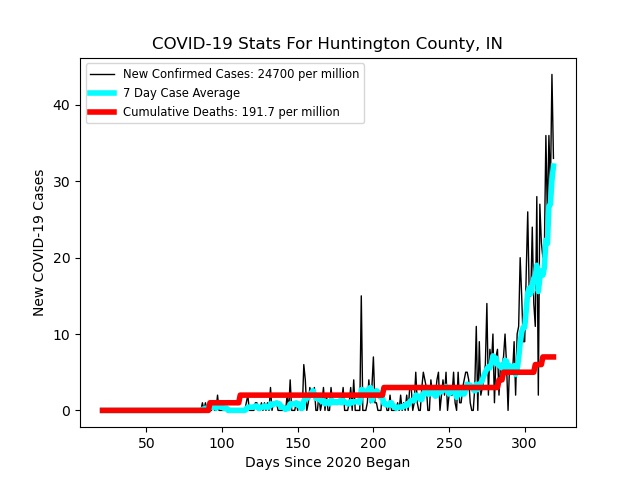 COVID-19 Stats For Huntington County, IN
New Confirmed Cases: 24700 per million
7 Day Case Average
Cumulative Deaths: 191.7 per million
New COVID-19 Cases
40
30
20
10
0
50 100 150 200 250 300
Days Since 2020 Began